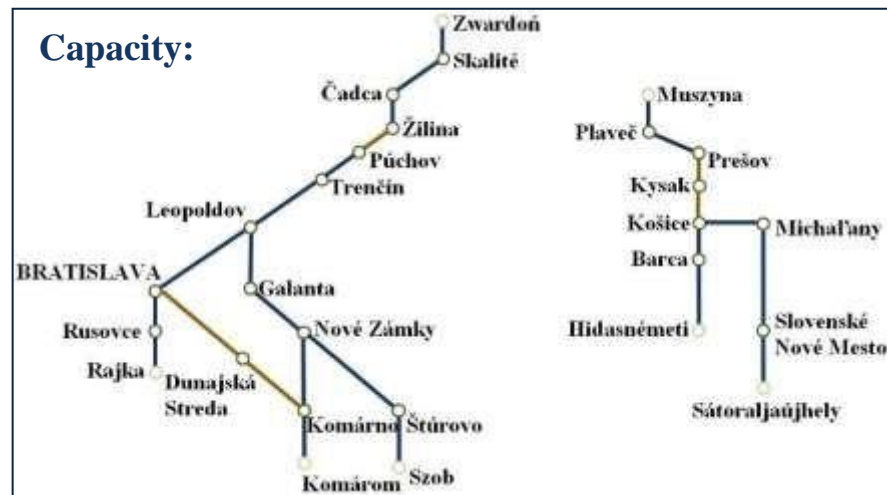 Capacity:
Zwardoń
Skalité
Čadca
Žilina
Púchov
Trenčín
Leopoldov
BRATISLAVA
Galanta
Rusovce
Nové Zámky
Rajka
Dunajská
Streda
Komárno
Štúrovo
Komárom
Szob
Muszyna
Plaveč
Prešov
Kysak
Košice
Michaľany
Barca
Hidasnémeti
Slovenské
Nové Mesto
Sátoraljaújhely